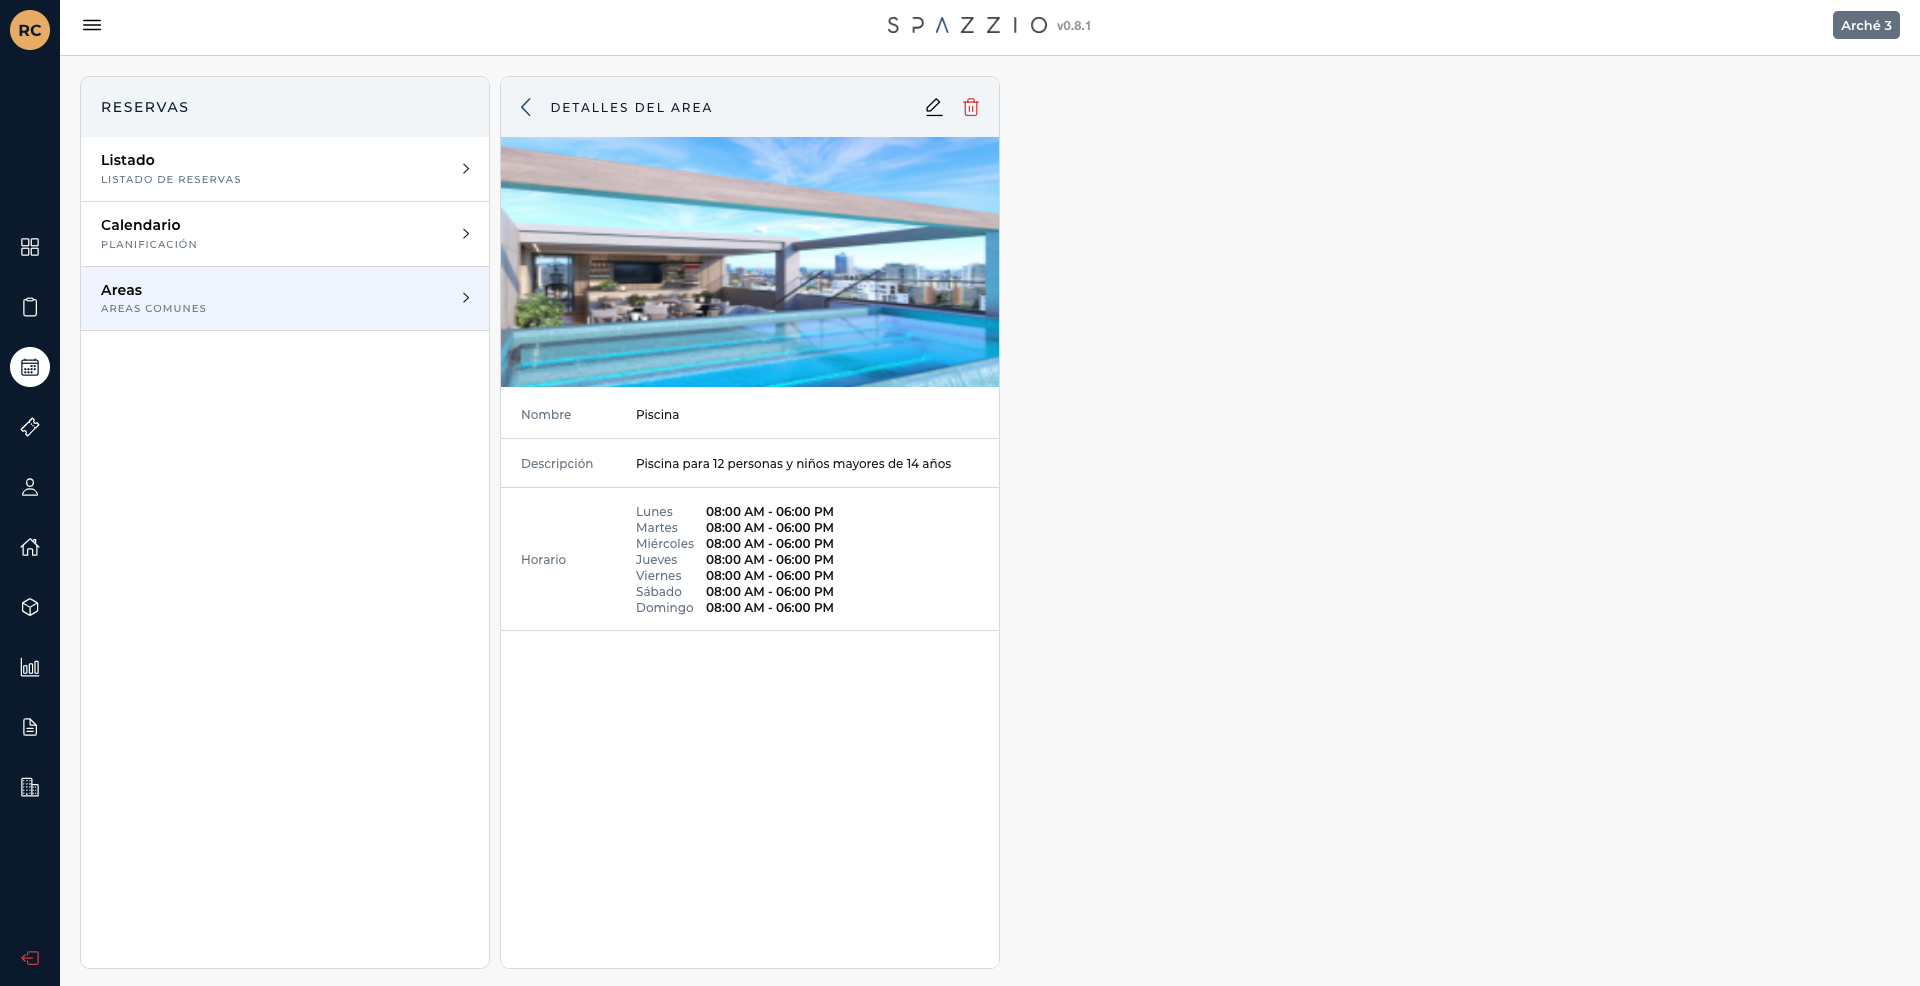 RC
SPAZZIO v0.8.1
Arché 3
RESERVAS
Listado
LISTADO DE RESERVAS
Calendario
PLANIFICACIÓN
Areas
AREAS COMUNES
DETALLES DEL AREA
Nombre Piscina
Descripción Piscina para 12 personas y niños mayores de 14 años
Horario
Lunes 08:00 AM - 06:00 PM
Martes 08:00 AM - 06:00 PM
Miércoles 08:00 AM - 06:00 PM
Jueves 08:00 AM - 06:00 PM
Viernes 08:00 AM - 06:00 PM
Sábado 08:00 AM - 06:00 PM
Domingo 08:00 AM - 06:00 PM